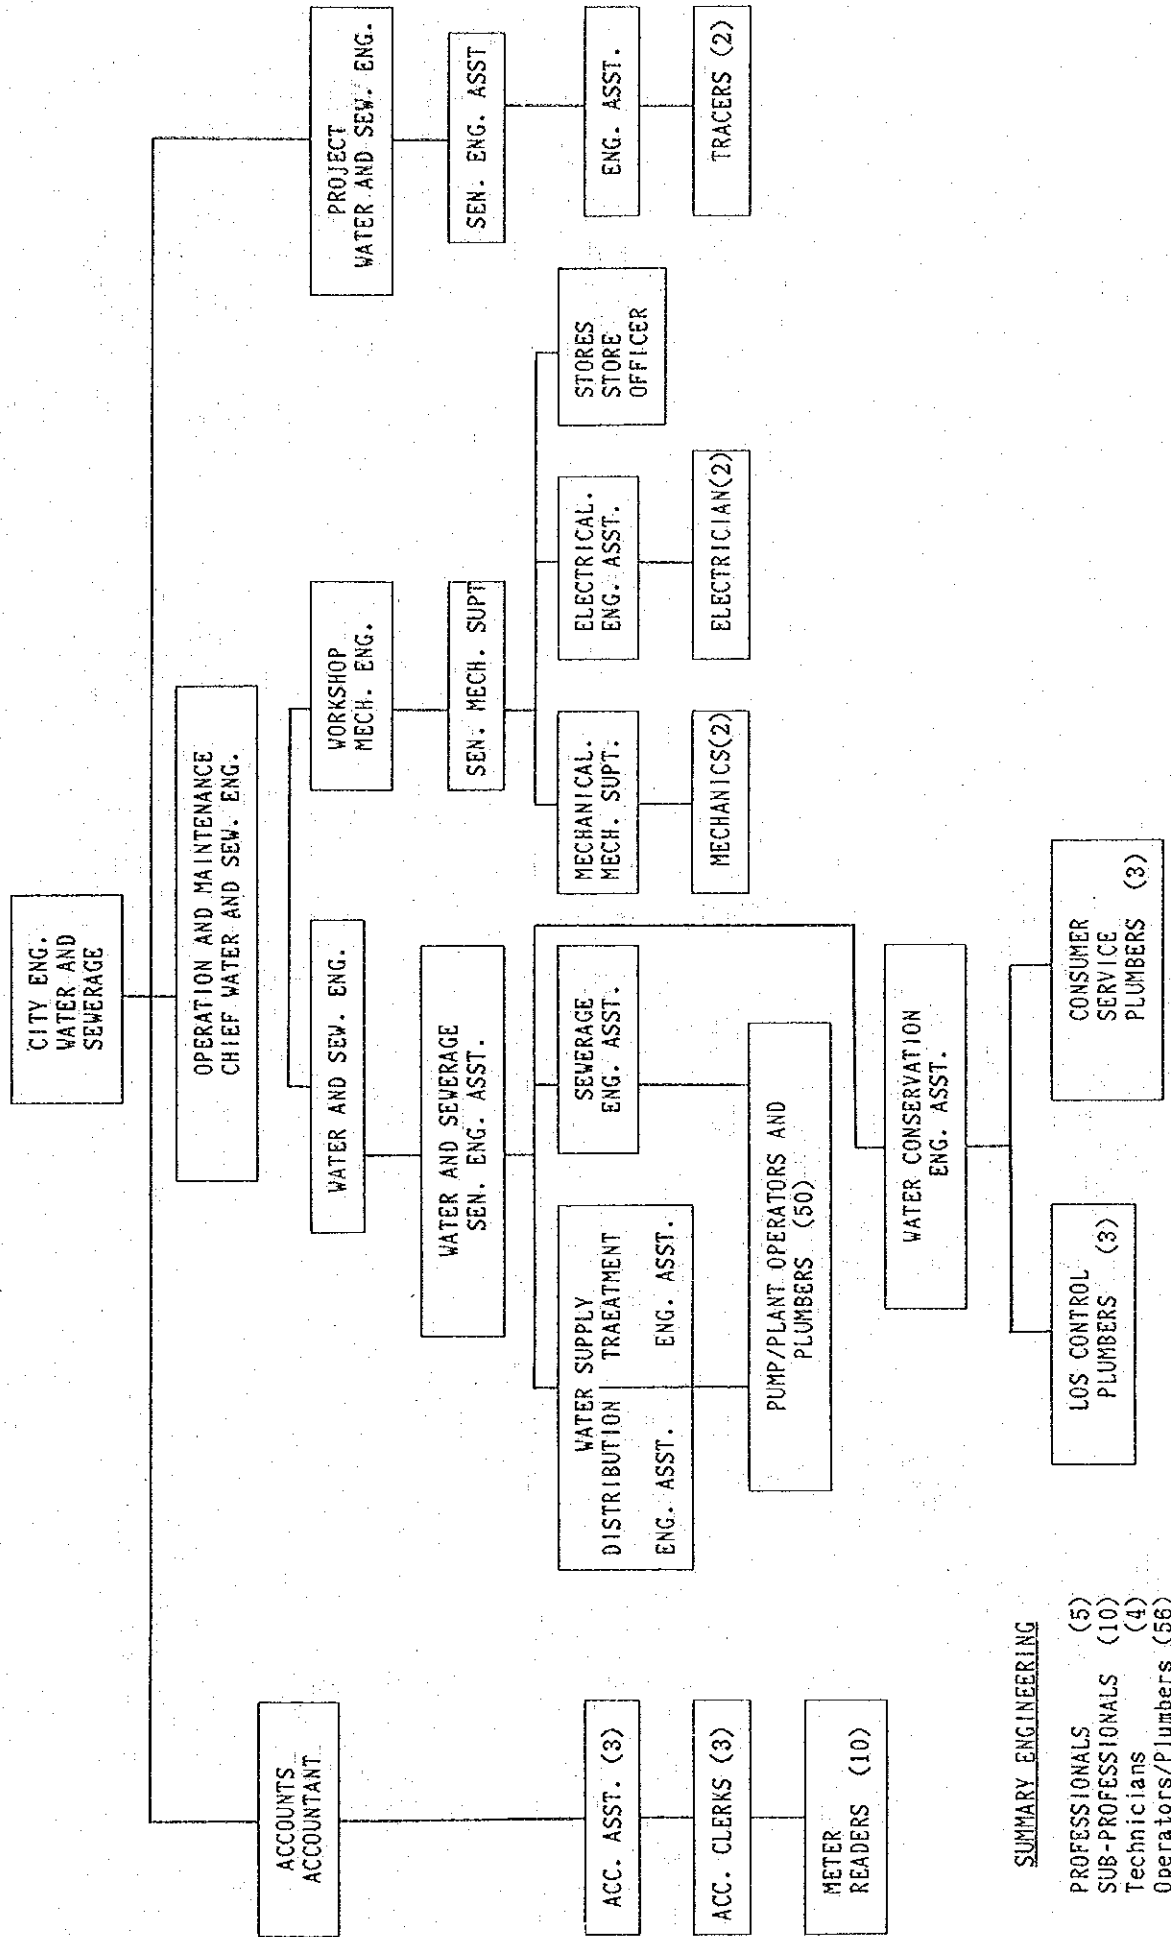 CITY ENG.
WATER AND
SEWERAGE
OPERATION AND MAINTENANCE
CHIEF WATER AND SEW. ENG.
ACCOUNTS
ACCOUNTANT
WATER AND SEW. ENG.
WORKSHOP
MECH. ENG.
PROJECT
WATER AND SEW. ENG.
WATER AND SEWERAGE
SEN. ENG. ASST.
SEN. MECH. SUPT
SEN. ENG. ASST
ACC. ASST. (3)
WATER SUPPLY
DISTRIBUTION TRAEATMENT
ENG. ASST. ENG. ASST.
SEWERAGE
ENG. ASST.
MECHANICAL.
MECH. SUPT.
ELECTRICAL.
ENG. ASST.
STORES
STORE
OFFICER
ENG. ASST.
ACC. CLERKS (3)
MECHANICS(2)
ELECTRICIAN(2)
TRACERS (2)
METER
READERS (10)
PUMP/PLANT OPERATORS AND
PLUMBERS (50)
WATER CONSERVATION
ENG. ASST.
LOS CONTROL
PLUMBERS (3)
CONSUMER
SERVICE
PLUMBERS (3)
SUMMARY ENGINEERING
PROFESSIONALS (5)
SUB-PROFESSIONALS (10)
Technicians (4)
Operators/Plumbers (56)